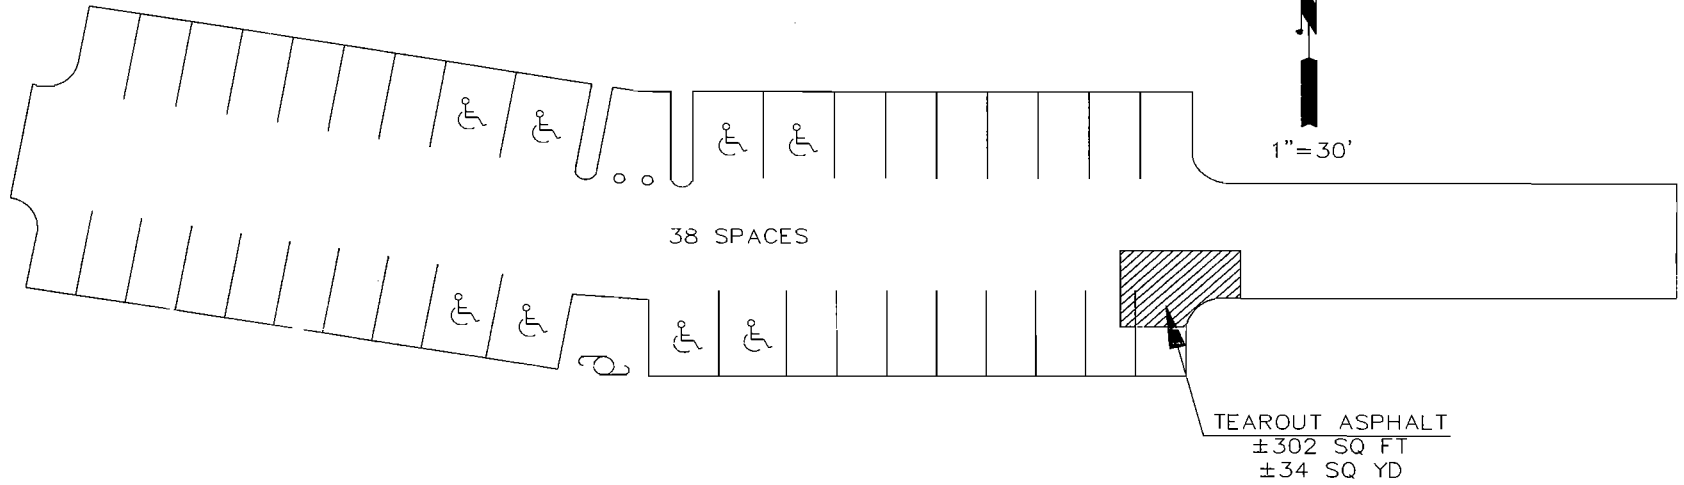 1"=30'
38 SPACES
TEAROUT ASPHALT
±302 SQ FT
±34 SQ YD